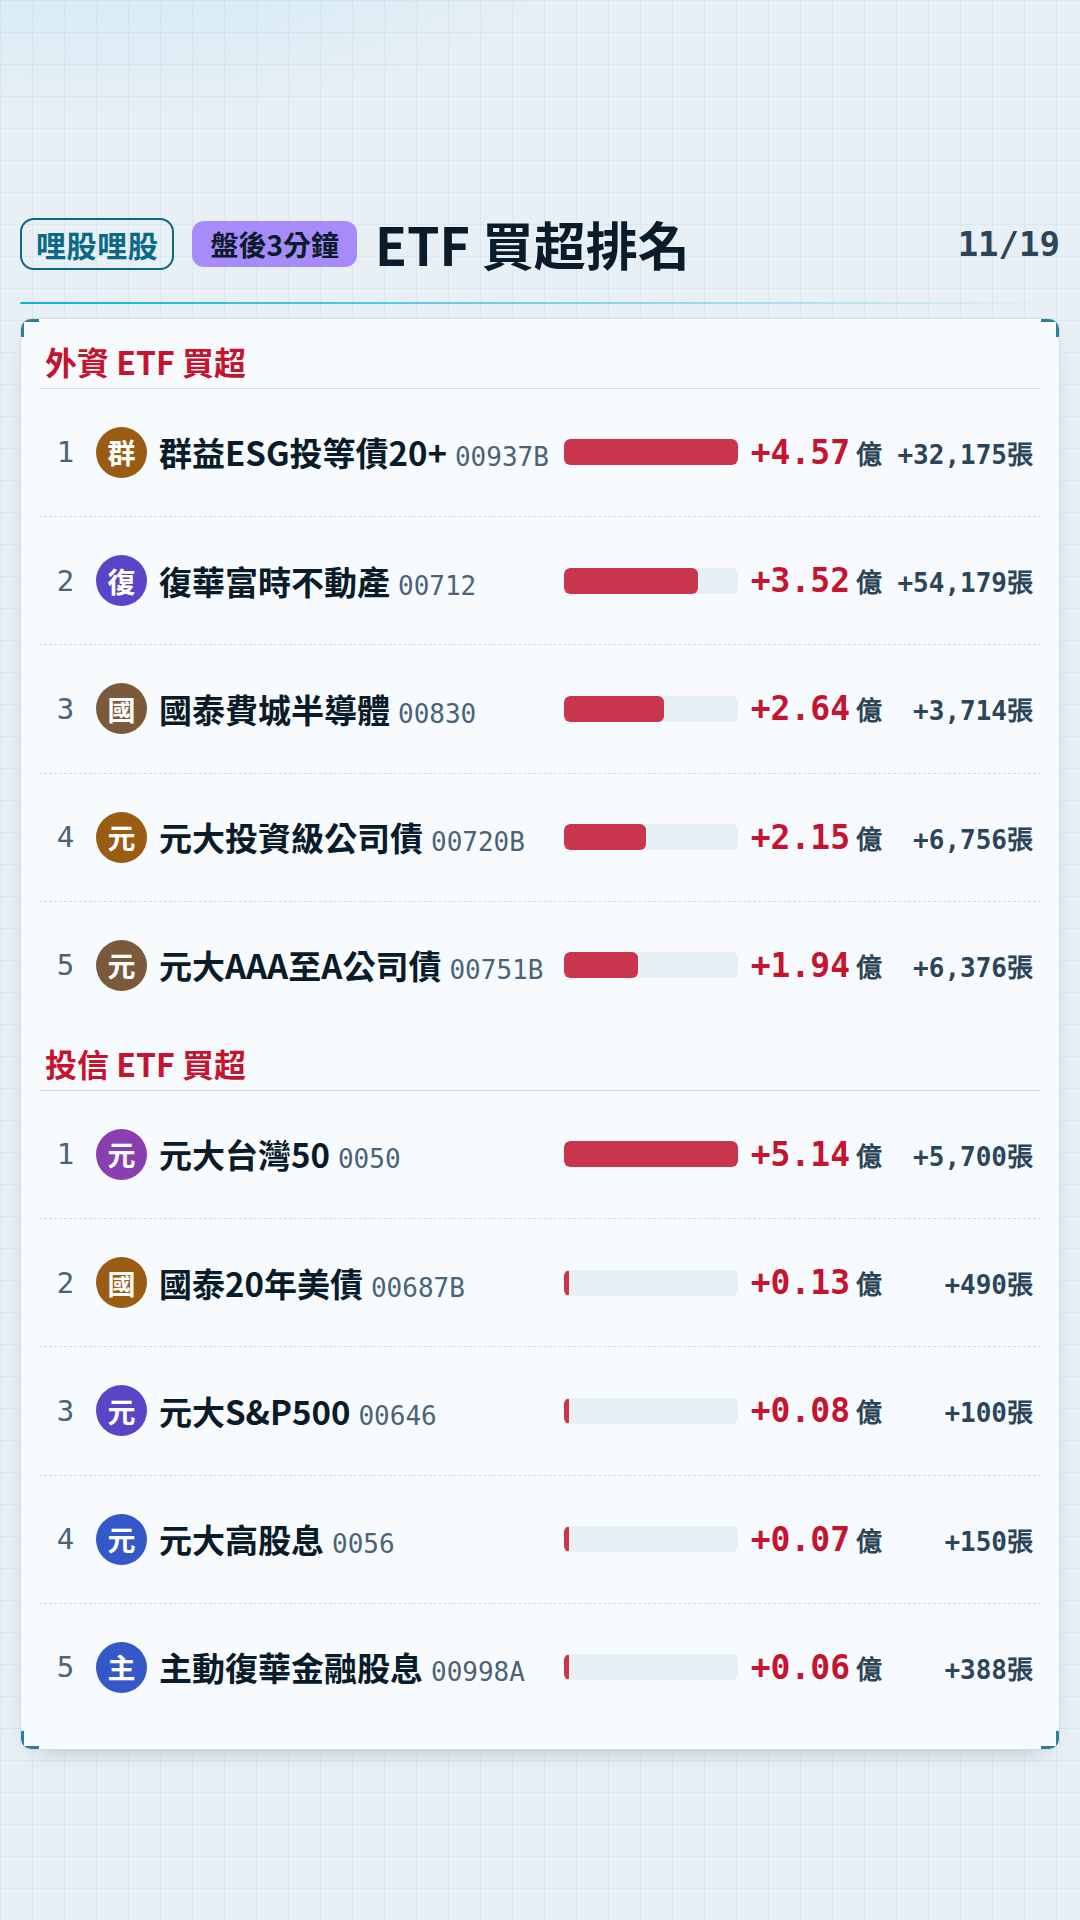 哩股哩股 盤後3分鐘 ETF 買超排名 11/19
外資 ETF 買超
1 群 群益ESG投等債20+ 00937B +4.57 億 +32,175張
2 復 復華富時不動產 00712 +3.52 億 +54,179張
3 國 國泰費城半導體 00830 +2.64 億 +3,714張
4 元 元大投資級公司債 00720B +2.15 億 +6,756張
5 元 元大AAA至A公司債 00751B +1.94 億 +6,376張
投信 ETF 買超
1 元 元大台灣50 0050 +5.14 億 +5,700張
2 國 國泰20年美債 00687B +0.13 億 +490張
3 元 元大S&P500 00646 +0.08 億 +100張
4 元 元大高股息 0056 +0.07 億 +150張
5 主 主動復華金融股息 00998A +0.06 億 +388張